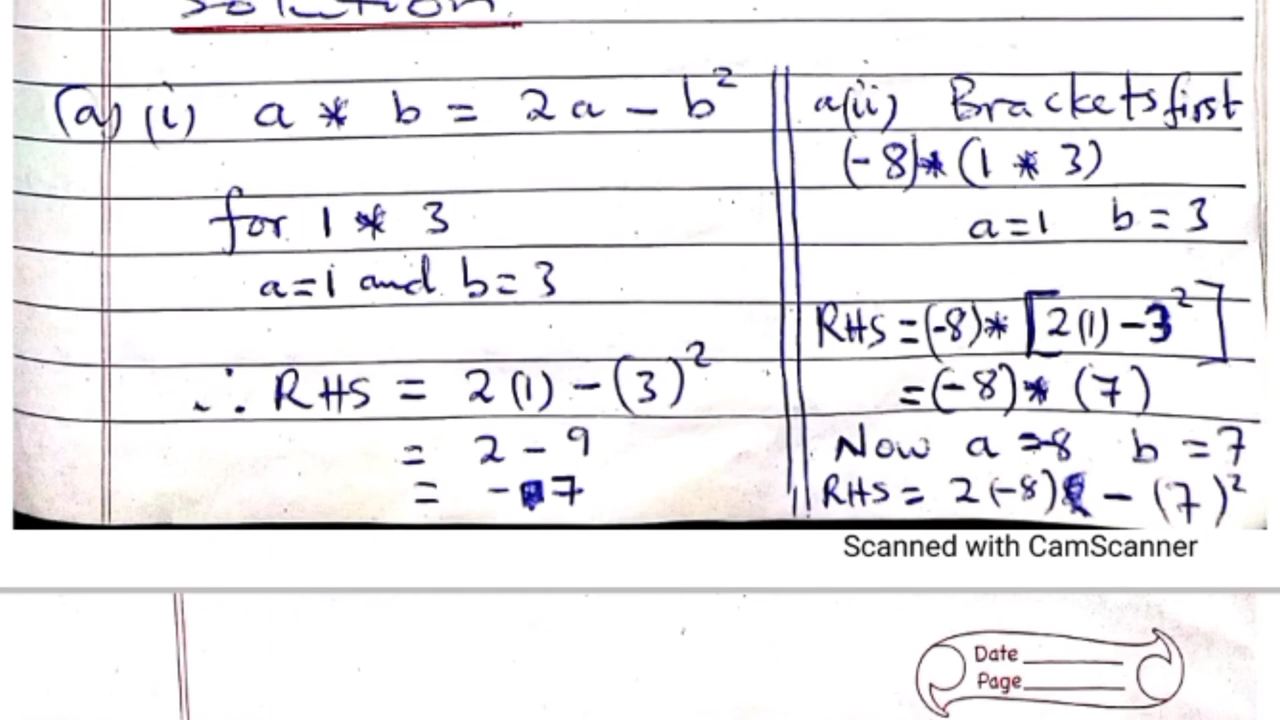 Solution
(a) (i) a * b = 2a - b²
for 1 * 3
a=1 and b=3
∴ RHS = 2(1) - (3)²
= 2 - 9
= -7
a(ii) Brackets first
(-8)*(1 * 3)
a=1 b=3
RHS =(-8)* [2(1) -3²]
=(-8)* (7)
Now a =-8 b =7
RHS = 2(-8) - (7)²
Scanned with CamScanner
Date
Page